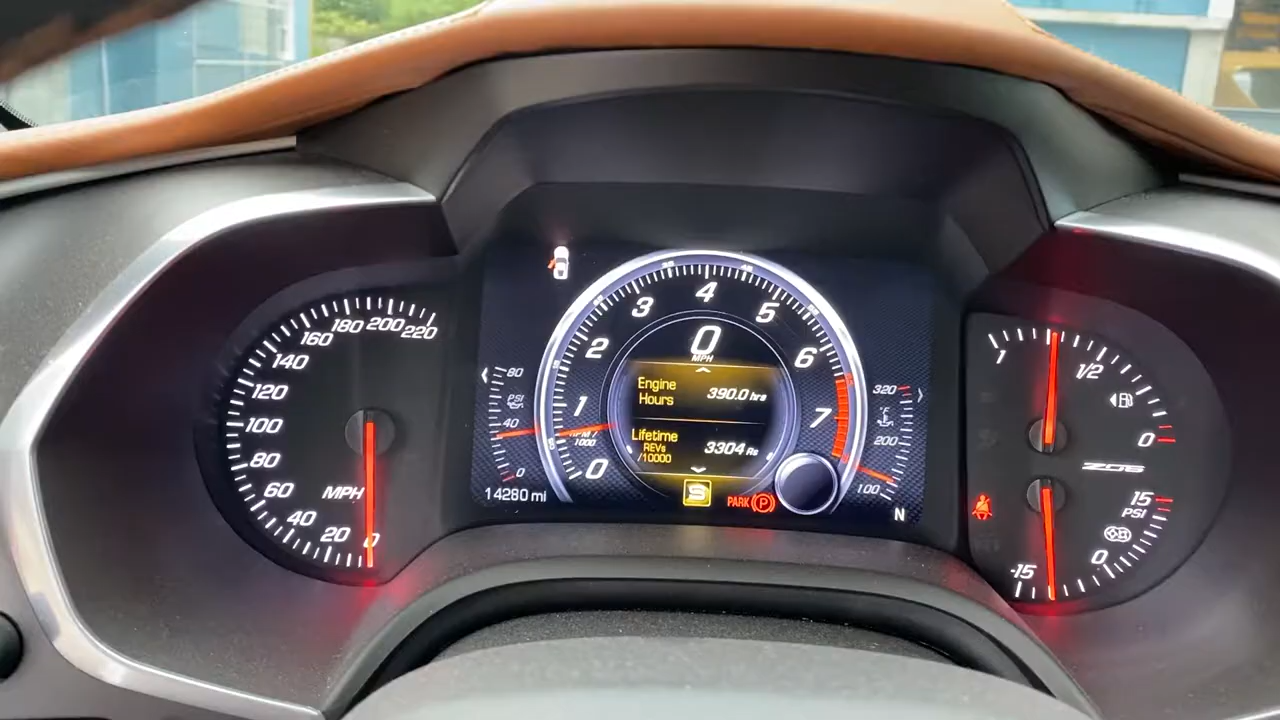 220
200
180
160
140
120
100
80
60
40
20
0
MPH
80
PSI
40
0
14280 mi
0
1
2
3
4
5
6
7
RPM /
1000
0
MPH
Engine
Hours
390.0 hrs
Lifetime
REVs
/10000
3304 Rs
S
PARK P
320
°F
200
100
N
1
1/2
0
Z06
15
PSI
0
-15